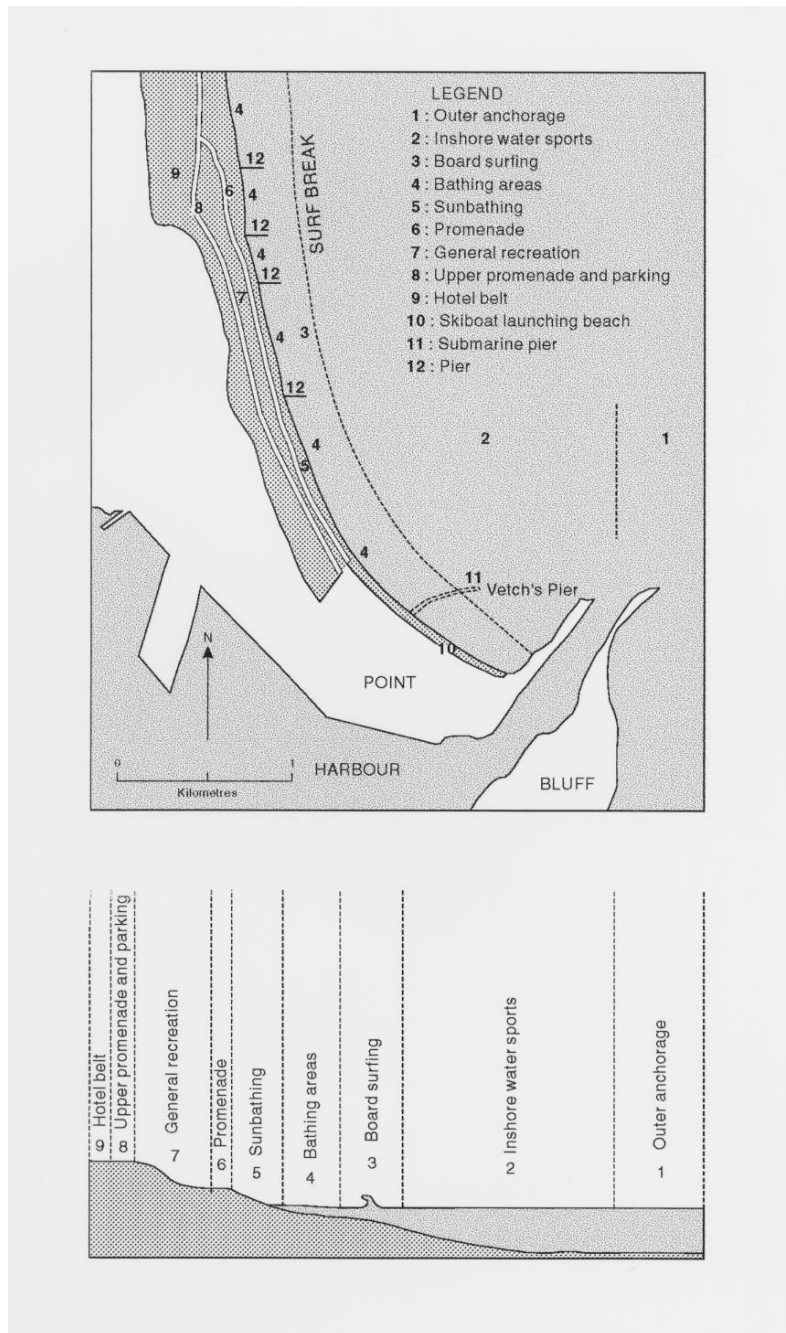 LEGEND
1 : Outer anchorage
2 : Inshore water sports
3 : Board surfing
4 : Bathing areas
5 : Sunbathing
6 : Promenade
7 : General recreation
8 : Upper promenade and parking
9 : Hotel belt
10 : Skiboat launching beach
11 : Submarine pier
12 : Pier
SURF BREAK
4
12
9
6
4
8
12
4
12
7
4
3
12
4
2
1
5
4
11
Vetch's Pier
10
N
POINT
0
1
HARBOUR
Kilometres
BLUFF
9 Hotel belt
8 Upper promenade and parking
7 General recreation
6 Promenade
5 Sunbathing
4 Bathing areas
3 Board surfing
2 Inshore water sports
1 Outer anchorage